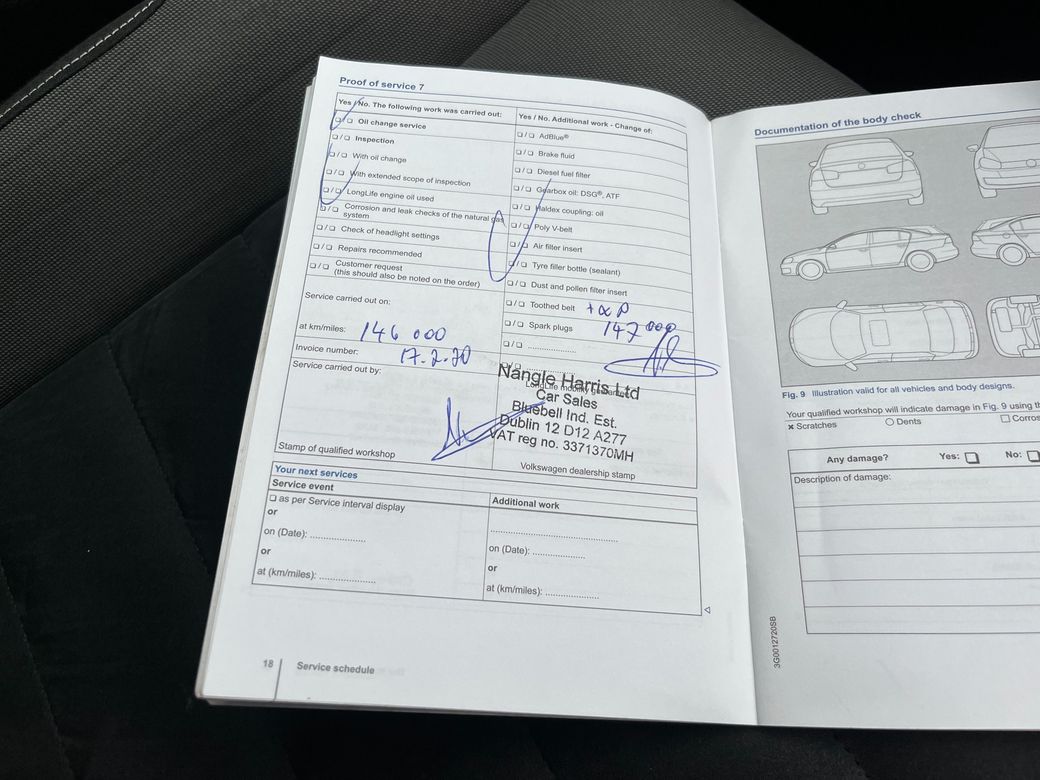 Proof of service 7
Yes / No. The following work was carried out:
❑ / ❑ Oil change service
❑ / ❑ Inspection
❑ / ❑ With oil change
❑ / ❑ With extended scope of inspection
❑ / ❑ LongLife engine oil used
❑ / ❑ Corrosion and leak checks of the natural gas
system
❑ / ❑ Check of headlight settings
❑ / ❑ Repairs recommended
❑ / ❑ Customer request
(this should also be noted on the order)
Service carried out on:
at km/miles: 146 000
Invoice number: 17.2.20
Service carried out by:
Stamp of qualified workshop
Yes / No. Additional work - Change of:
❑ / ❑ AdBlue®
❑ / ❑ Brake fluid
❑ / ❑ Diesel fuel filter
❑ / ❑ Gearbox oil: DSG®, ATF
❑ / ❑ Haldex coupling: oil
❑ / ❑ Poly V-belt
❑ / ❑ Air filter insert
❑ / ❑ Tyre filler bottle (sealant)
❑ / ❑ Dust and pollen filter insert
❑ / ❑ Toothed belt
❑ / ❑ Spark plugs 147 000
❑ / ❑ ....................
❑ / ❑ ....................
Nangle Harris Ltd
Car Sales
Bluebell Ind. Est.
Dublin 12 D12 A277
VAT reg no. 3371370MH
Volkswagen dealership stamp
Your next services
Service event
❑ as per Service interval display
or
on (Date): ....................
or
at (km/miles): ....................
Additional work
........................................
on (Date): ....................
or
at (km/miles): ....................
18 Service schedule
Documentation of the body check
Fig. 9 Illustration valid for all vehicles and body designs.
Your qualified workshop will indicate damage in Fig. 9 using
× Scratches ○ Dents ❑
Any damage? Yes: ❑ No: ❑
Description of damage:
3G0012720SB